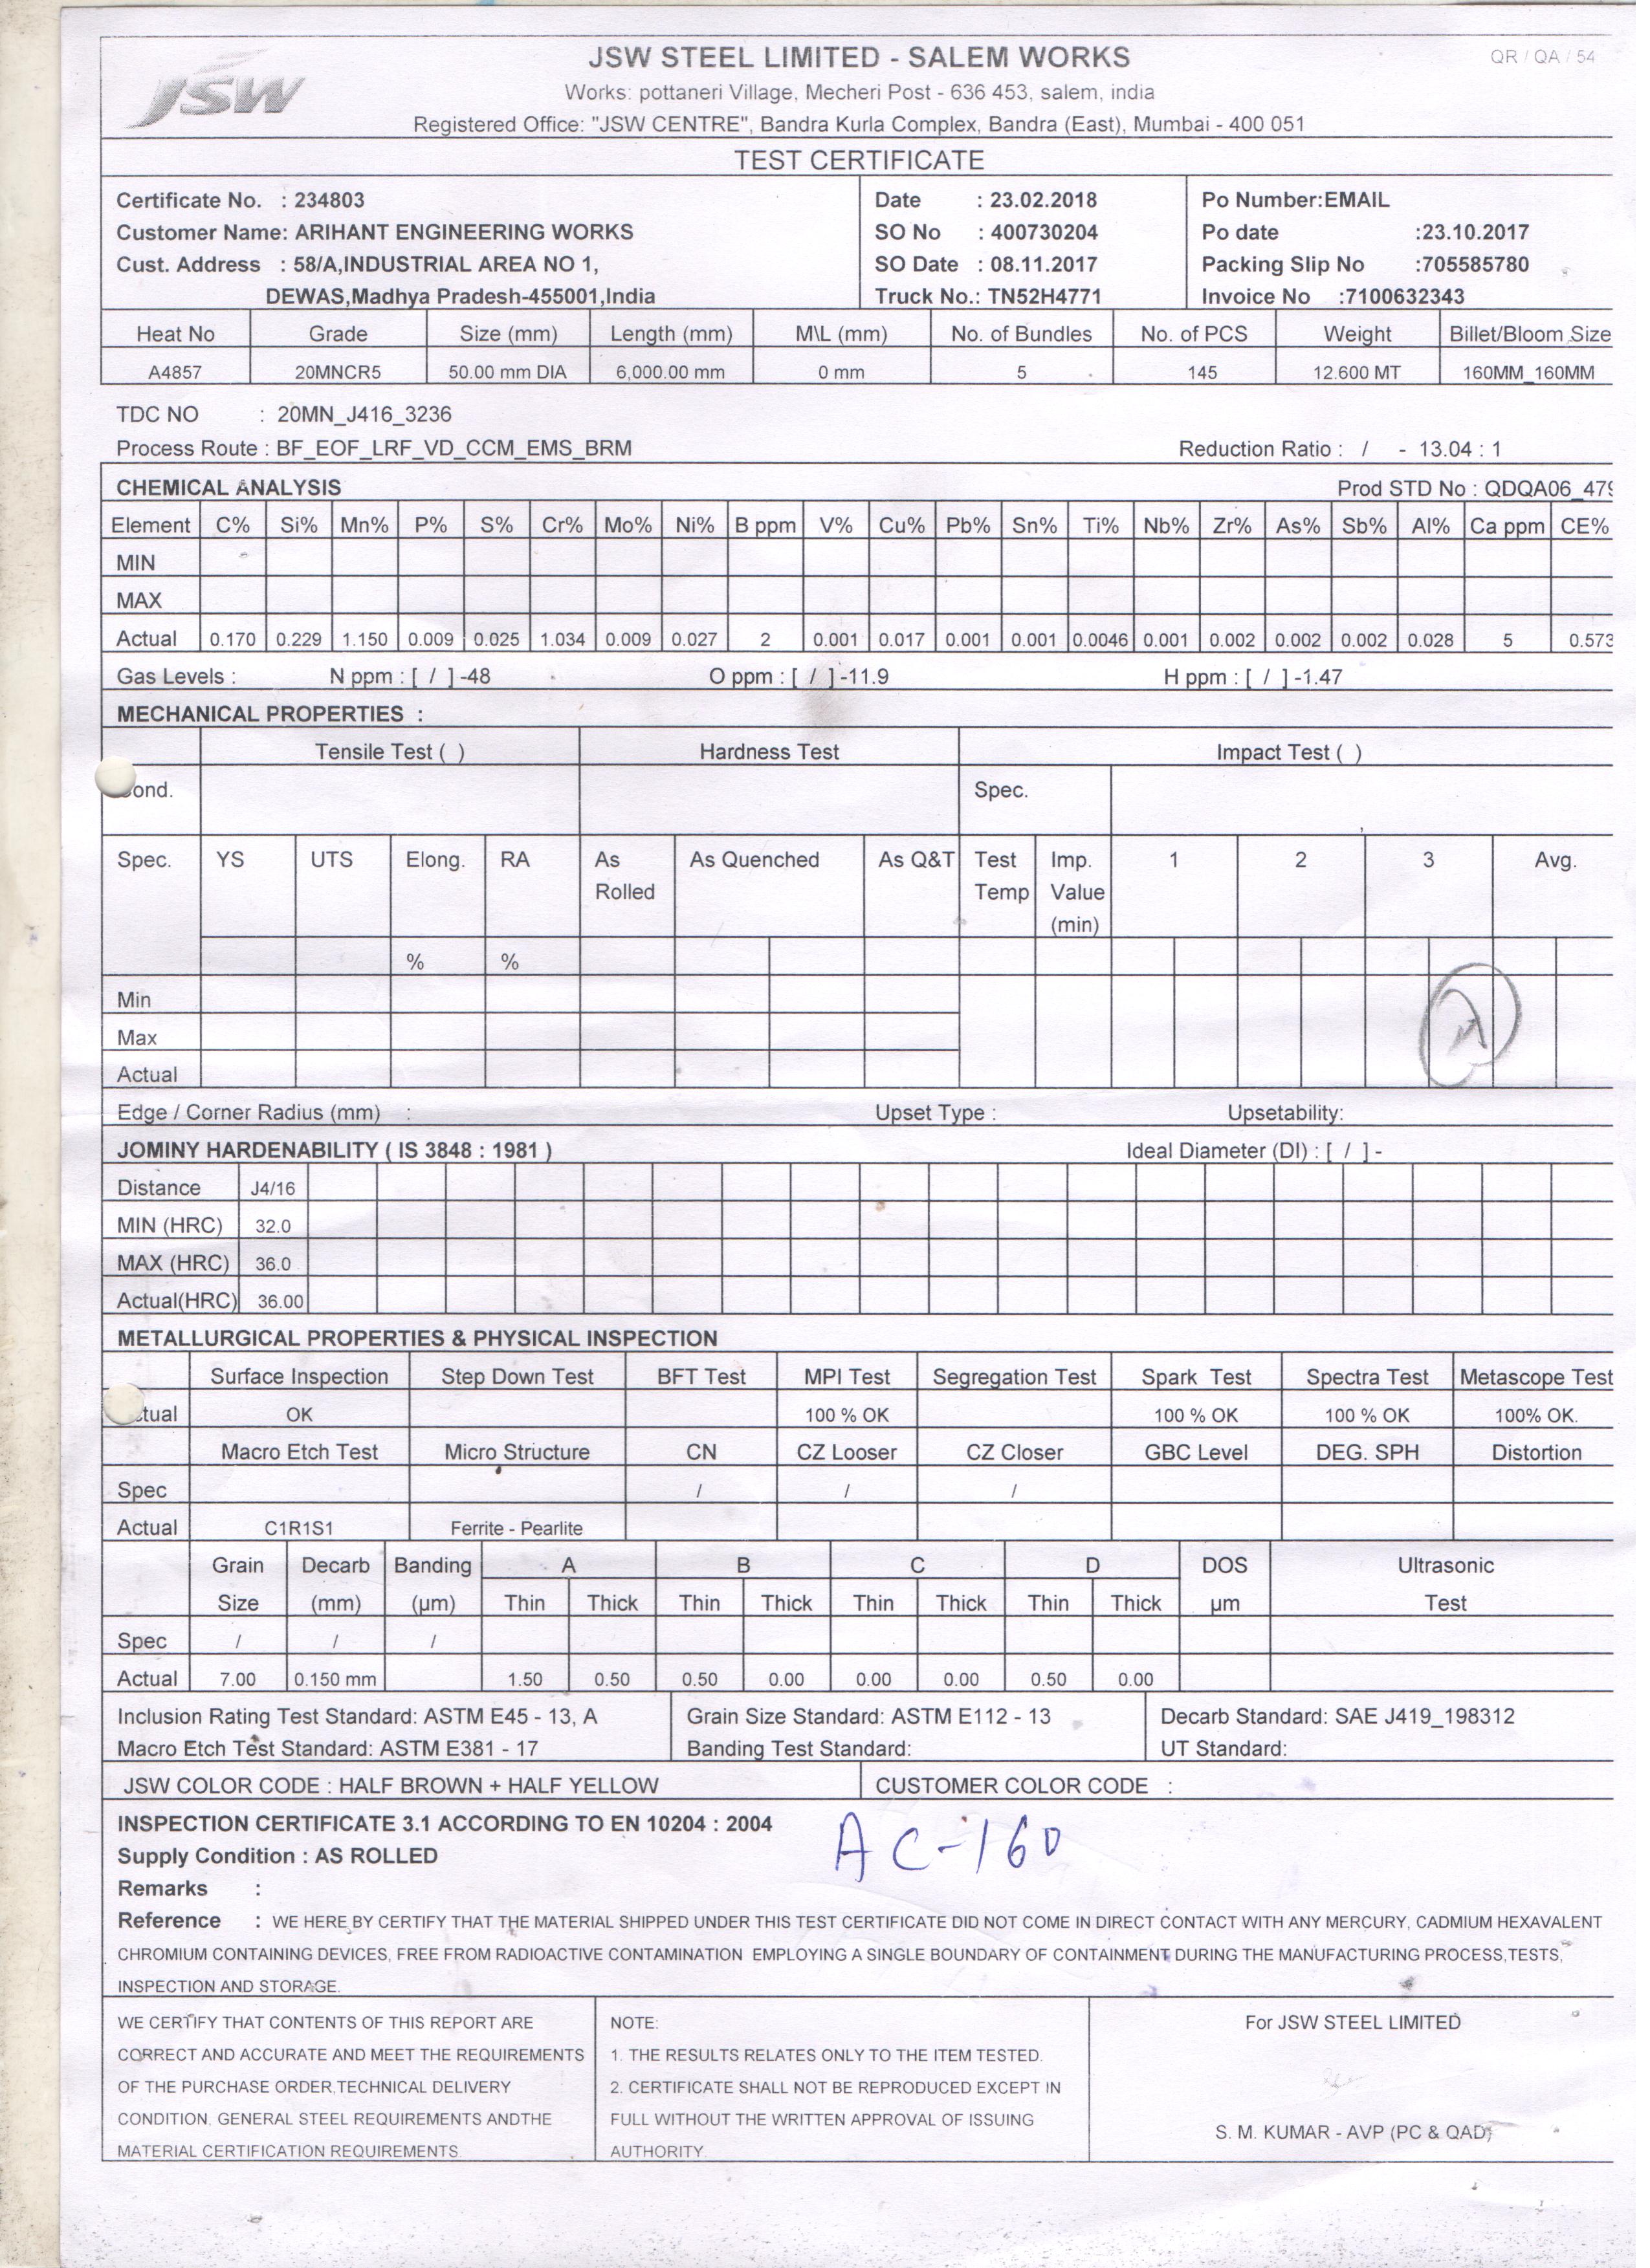 JSW
JSW STEEL LIMITED - SALEM WORKS
QR / QA / 54
Works: pottaneri Village, Mecheri Post - 636 453, salem, india
Registered Office: "JSW CENTRE", Bandra Kurla Complex, Bandra (East), Mumbai - 400 051
TEST CERTIFICATE
Certificate No. : 234803 Date : 23.02.2018 Po Number:EMAIL
Customer Name: ARIHANT ENGINEERING WORKS SO No : 400730204 Po date :23.10.2017
Cust. Address : 58/A,INDUSTRIAL AREA NO 1, SO Date : 08.11.2017 Packing Slip No :705585780
DEWAS,Madhya Pradesh-455001,India Truck No.: TN52H4771 Invoice No :7100632343
Heat No Grade Size (mm) Length (mm) M\L (mm) No. of Bundles No. of PCS Weight Billet/Bloom Size
A4857 20MNCR5 50.00 mm DIA 6,000.00 mm 0 mm 5 145 12.600 MT 160MM_160MM
TDC NO : 20MN_J416_3236
Process Route : BF_EOF_LRF_VD_CCM_EMS_BRM Reduction Ratio : / - 13.04 : 1
CHEMICAL ANALYSIS Prod STD No : QDQA06_479
Element C% Si% Mn% P% S% Cr% Mo% Ni% B ppm V% Cu% Pb% Sn% Ti% Nb% Zr% As% Sb% Al% Ca ppm CE%
MIN
MAX
Actual 0.170 0.229 1.150 0.009 0.025 1.034 0.009 0.027 2 0.001 0.017 0.001 0.001 0.0046 0.001 0.002 0.002 0.002 0.028 5 0.573
Gas Levels : N ppm : [ / ] -48 O ppm : [ / ]-11.9 H ppm : [ / ] -1.47
MECHANICAL PROPERTIES :
Tensile Test ( ) Hardness Test Impact Test ( )
ond. Spec.
Spec. YS UTS Elong. RA As As Quenched As Q&T Test Imp. 1 2 3 Avg.
Rolled Temp Value
(min)
% %
Min
Max
Actual
Edge / Corner Radius (mm) : Upset Type : Upsetability:
JOMINY HARDENABILITY ( IS 3848 : 1981 ) Ideal Diameter (DI) : [ / ] -
Distance J4/16
MIN (HRC) 32.0
MAX (HRC) 36.0
Actual(HRC) 36.00
METALLURGICAL PROPERTIES & PHYSICAL INSPECTION
Surface Inspection Step Down Test BFT Test MPI Test Segregation Test Spark Test Spectra Test Metascope Test
tual OK 100 % OK 100 % OK 100 % OK 100% OK.
Macro Etch Test Micro Structure CN CZ Looser CZ Closer GBC Level DEG. SPH Distortion
Spec / / /
Actual C1R1S1 Ferrite - Pearlite
Grain Decarb Banding A B C D DOS Ultrasonic
Size (mm) (µm) Thin Thick Thin Thick Thin Thick Thin Thick µm Test
Spec / / /
Actual 7.00 0.150 mm 1.50 0.50 0.50 0.00 0.00 0.00 0.50 0.00
Inclusion Rating Test Standard: ASTM E45 - 13, A Grain Size Standard: ASTM E112 - 13 Decarb Standard: SAE J419_198312
Macro Etch Test Standard: ASTM E381 - 17 Banding Test Standard: UT Standard:
JSW COLOR CODE : HALF BROWN + HALF YELLOW CUSTOMER COLOR CODE :
INSPECTION CERTIFICATE 3.1 ACCORDING TO EN 10204 : 2004
AC-160
Supply Condition : AS ROLLED
Remarks :
Reference : WE HERE BY CERTIFY THAT THE MATERIAL SHIPPED UNDER THIS TEST CERTIFICATE DID NOT COME IN DIRECT CONTACT WITH ANY MERCURY, CADMIUM HEXAVALENT
CHROMIUM CONTAINING DEVICES, FREE FROM RADIOACTIVE CONTAMINATION EMPLOYING A SINGLE BOUNDARY OF CONTAINMENT DURING THE MANUFACTURING PROCESS,TESTS,
INSPECTION AND STORAGE.
WE CERTIFY THAT CONTENTS OF THIS REPORT ARE
CORRECT AND ACCURATE AND MEET THE REQUIREMENTS
OF THE PURCHASE ORDER,TECHNICAL DELIVERY
CONDITION, GENERAL STEEL REQUIREMENTS ANDTHE
MATERIAL CERTIFICATION REQUIREMENTS.
NOTE:
1. THE RESULTS RELATES ONLY TO THE ITEM TESTED.
2. CERTIFICATE SHALL NOT BE REPRODUCED EXCEPT IN
FULL WITHOUT THE WRITTEN APPROVAL OF ISSUING
AUTHORITY.
For JSW STEEL LIMITED
S. M. KUMAR - AVP (PC & QAD)